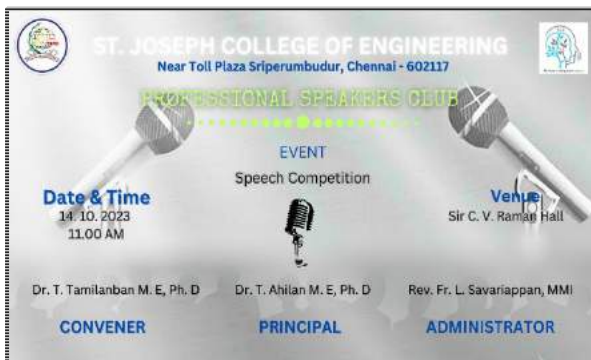 ST. JOSEPH COLLEGE OF ENGINEERING
Near Toll Plaza Sriperumbudur, Chennai - 602117
PROFESSIONAL SPEAKERS CLUB
EVENT
Speech Competition
Date & Time
14. 10. 2023
11.00 AM
Venue
Sir C. V. Raman Hall
Dr. T. Tamilanban M. E, Ph. D
CONVENER
Dr. T. Ahilan M. E, Ph. D
PRINCIPAL
Rev. Fr. L. Savariappan, MMI
ADMINISTRATOR